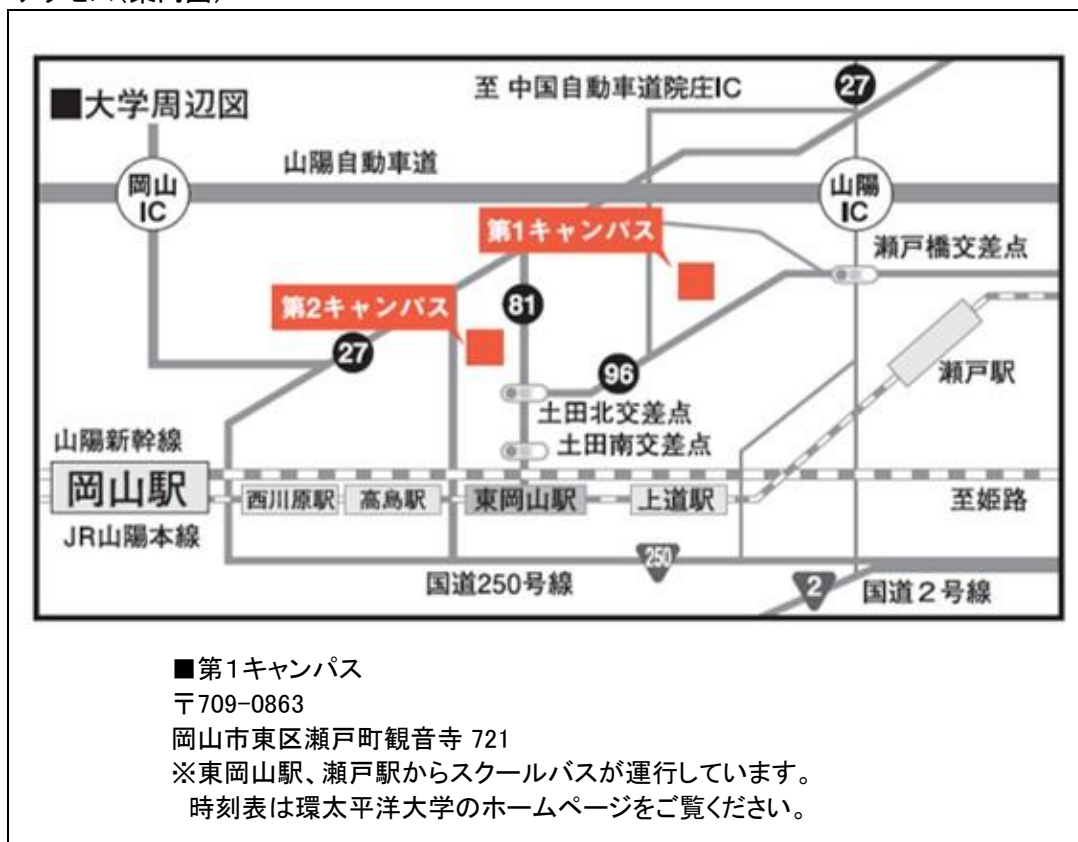 アクセス(案内図)
■大学周辺図
至 中国自動車道院庄IC
27
山陽自動車道
岡山
IC
山陽
IC
第1キャンパス
瀬戸橋交差点
第2キャンパス
81
27
96
瀬戸駅
土田北交差点
土田南交差点
山陽新幹線
岡山駅
西川原駅
高島駅
東岡山駅
上道駅
至姫路
JR山陽本線
250
国道250号線
2
国道2号線
■第1キャンパス
〒709-0863
岡山市東区瀬戸町観音寺 721
※東岡山駅、瀬戸駅からスクールバスが運行しています。
時刻表は環太平洋大学のホームページをご覧ください。